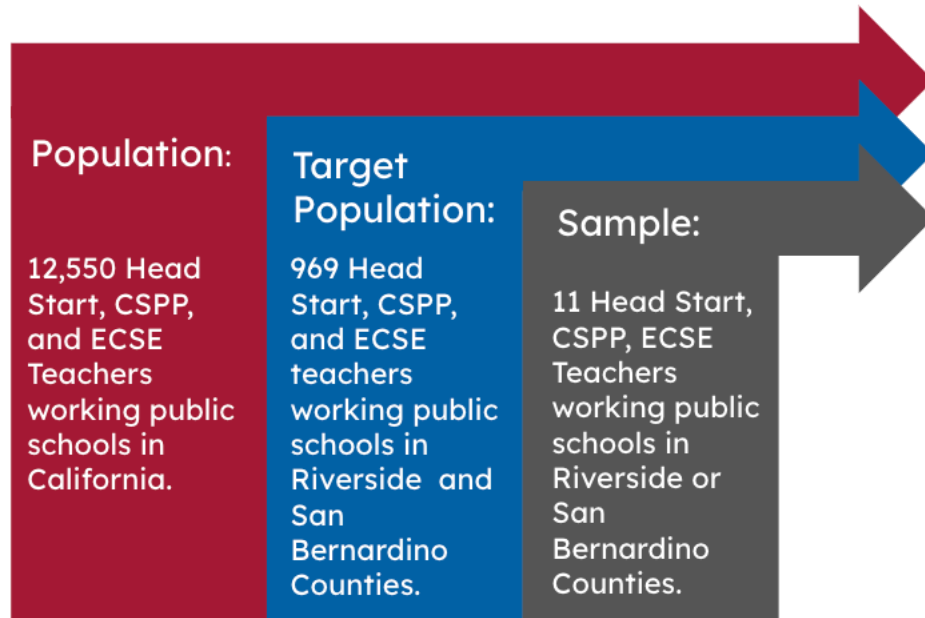 Population:
12,550 Head
Start, CSPP,
and ECSE
Teachers
working public
schools in
California.
Target
Population:
969 Head
Start, CSPP,
and ECSE
teachers
working public
schools in
Riverside and
San
Bernardino
Counties.
Sample:
11 Head Start,
CSPP, ECSE
Teachers
working public
schools in
Riverside or
San
Bernardino
Counties.